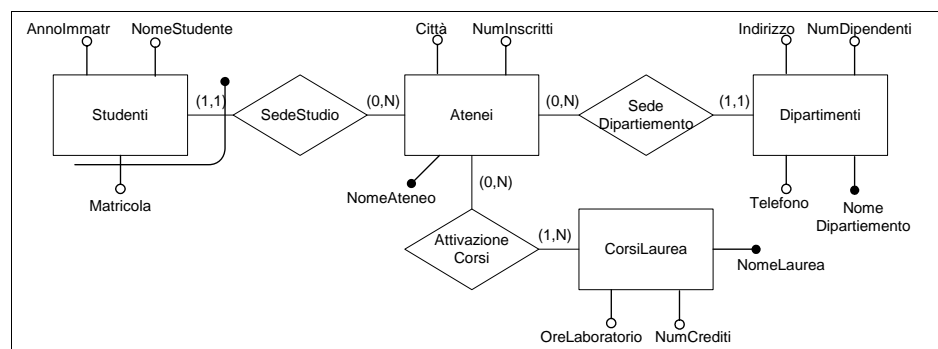 AnnoImmatr
NomeStudente
Città
NumInscritti
Indirizzo
NumDipendenti
Studenti
(1,1)
SedeStudio
(0,N)
Atenei
(0,N)
Sede
Dipartiemento
(1,1)
Dipartimenti
Matricola
NomeAteneo
(0,N)
Telefono
Nome
Dipartiemento
Attivazione
Corsi
(1,N)
CorsiLaurea
NomeLaurea
OreLaboratorio
NumCrediti